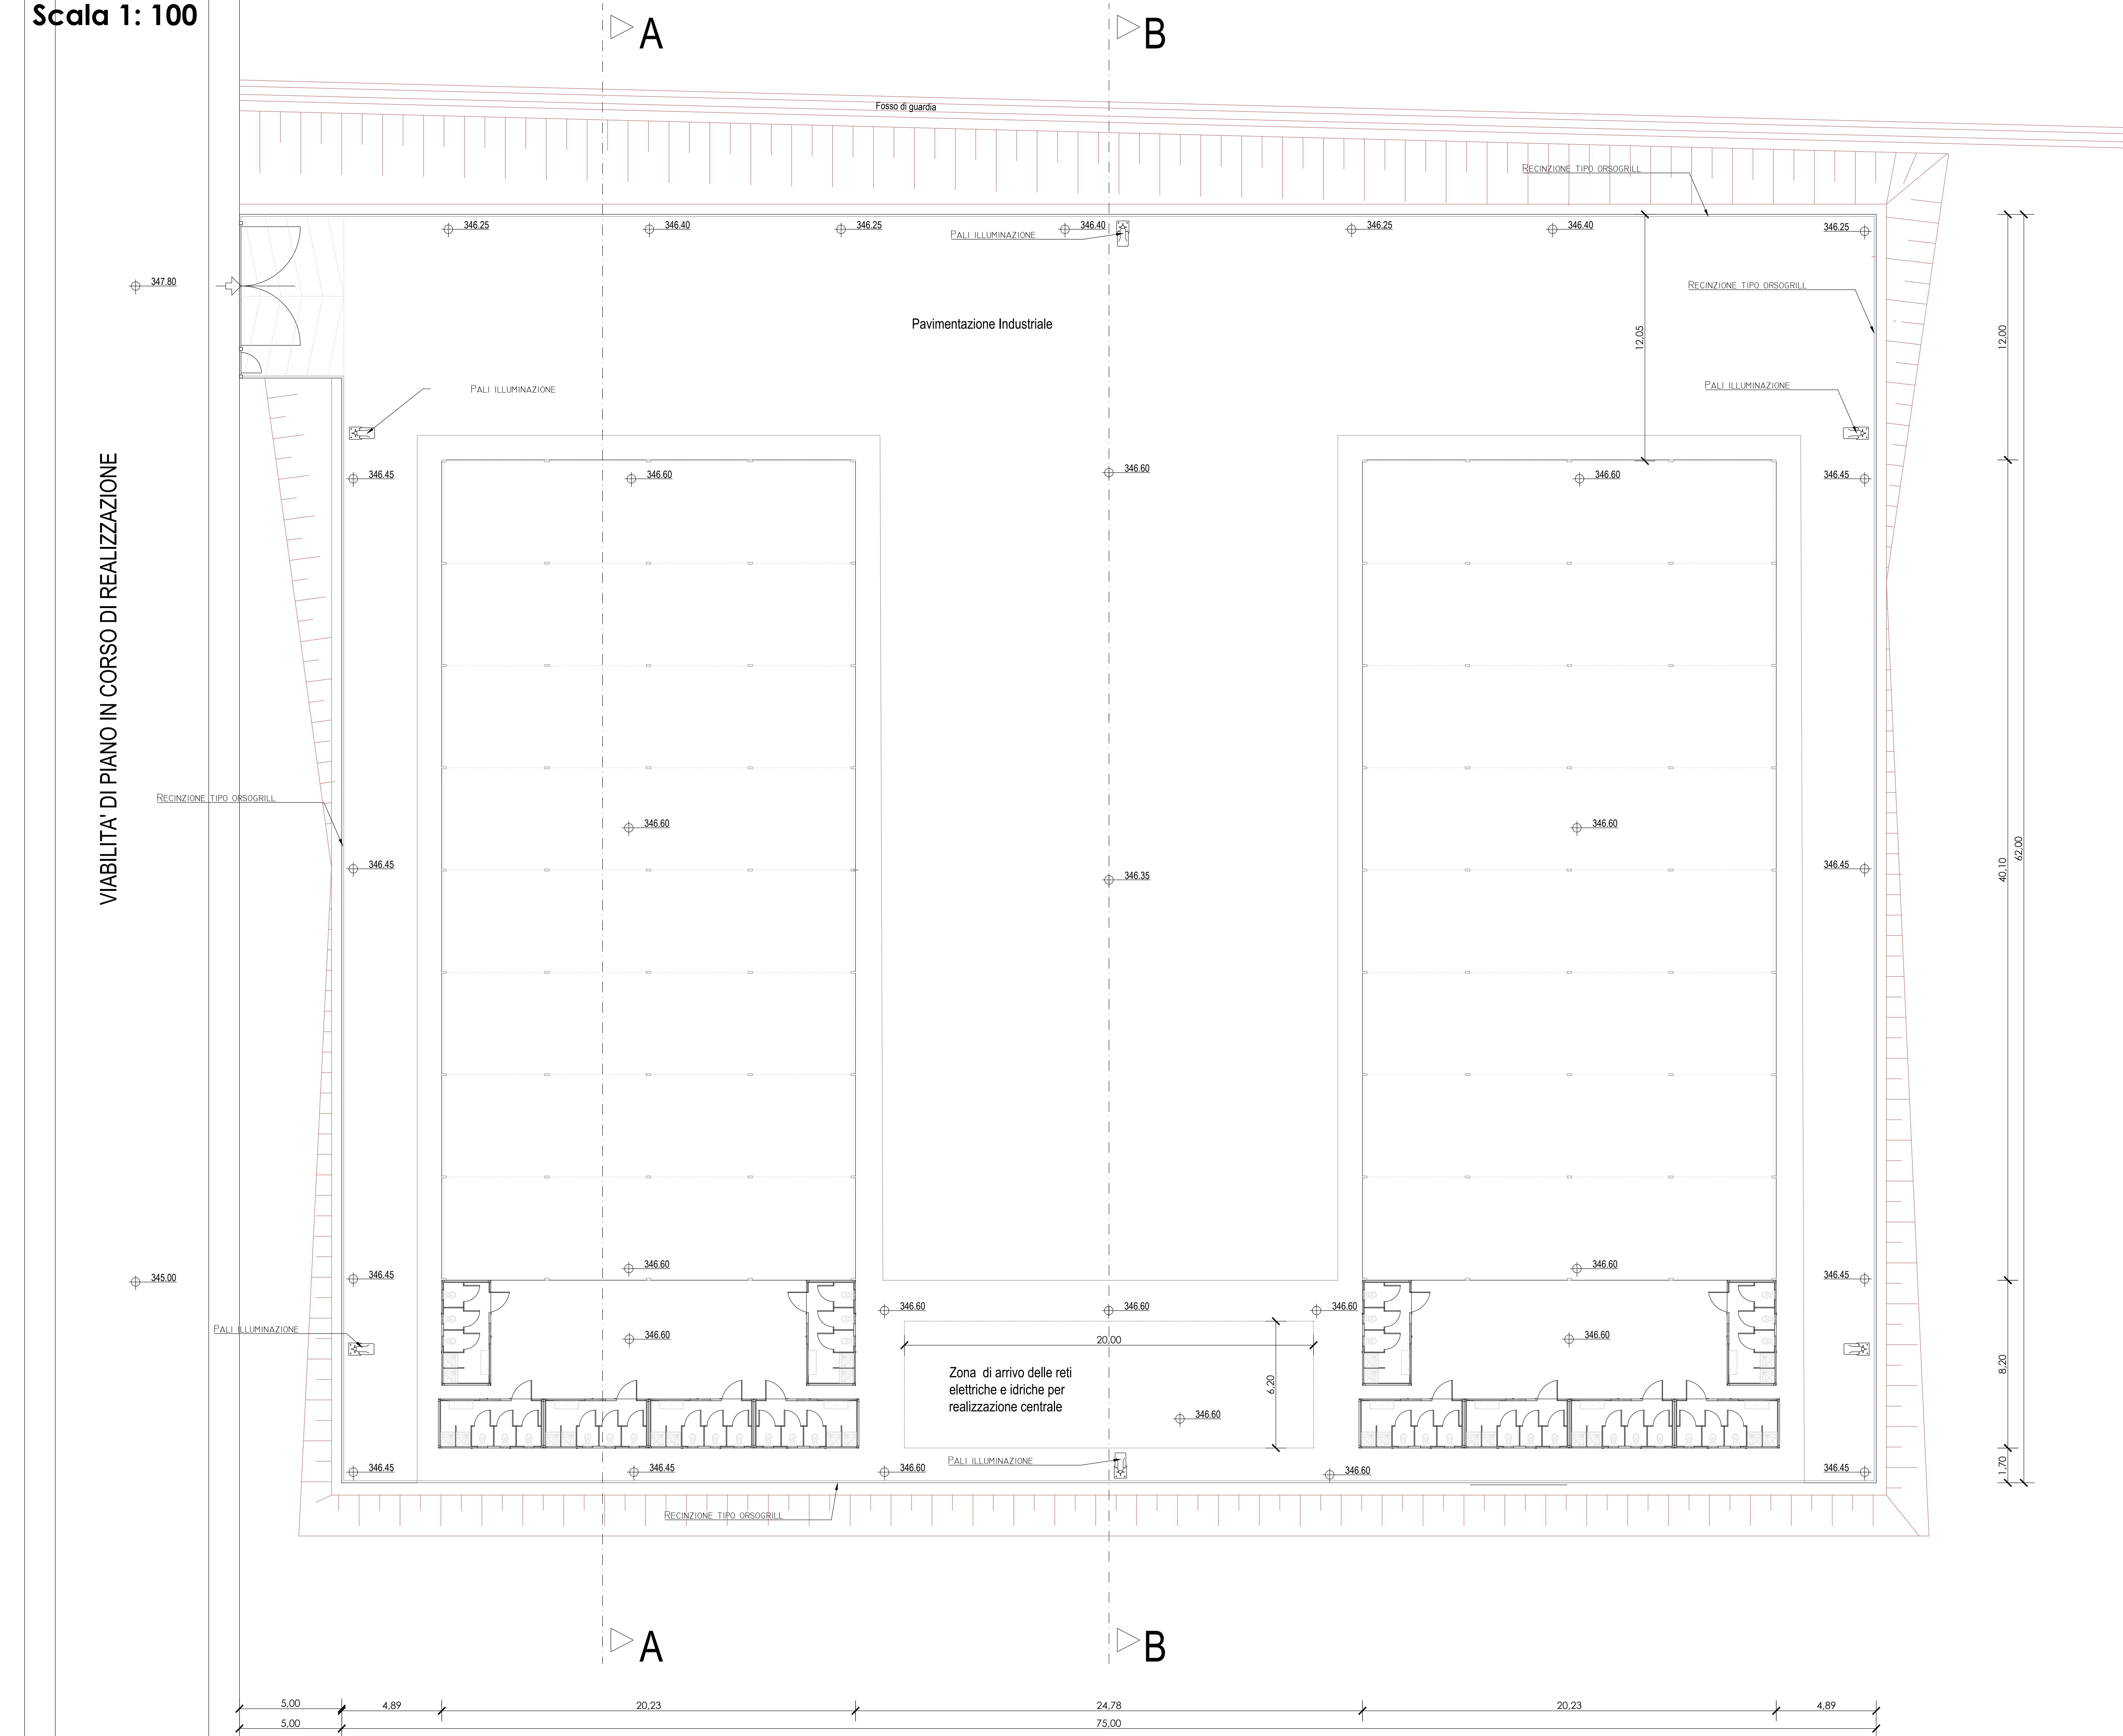 Scala 1: 100
A
B
Fosso di guardia
RECINZIONE TIPO ORSOGRILL
346.25
346.40
346.25
346.40
346.25
346.40
346.25
PALI ILLUMINAZIONE
347.80
RECINZIONE TIPO ORSOGRILL
Pavimentazione Industriale
12,05
12,00
PALI ILLUMINAZIONE
PALI ILLUMINAZIONE
346.45
346.60
346.60
346.60
346.45
VIABILITA' DI PIANO IN CORSO DI REALIZZAZIONE
RECINZIONE TIPO ORSOGRILL
346.60
346.60
346.45
346.35
346.45
40,10
62,00
345.00
346.45
346.60
346.60
346.45
346.60
346.60
346.60
PALI ILLUMINAZIONE
346.60
20,00
346.60
Zona di arrivo delle reti
elettriche e idriche per
realizzazione centrale
6,20
8,20
346.60
PALI ILLUMINAZIONE
346.45
346.45
346.60
346.60
346.45
1,70
RECINZIONE TIPO ORSOGRILL
A
B
5,00
4,89
20,23
24,78
20,23
4,89
5,00
75,00